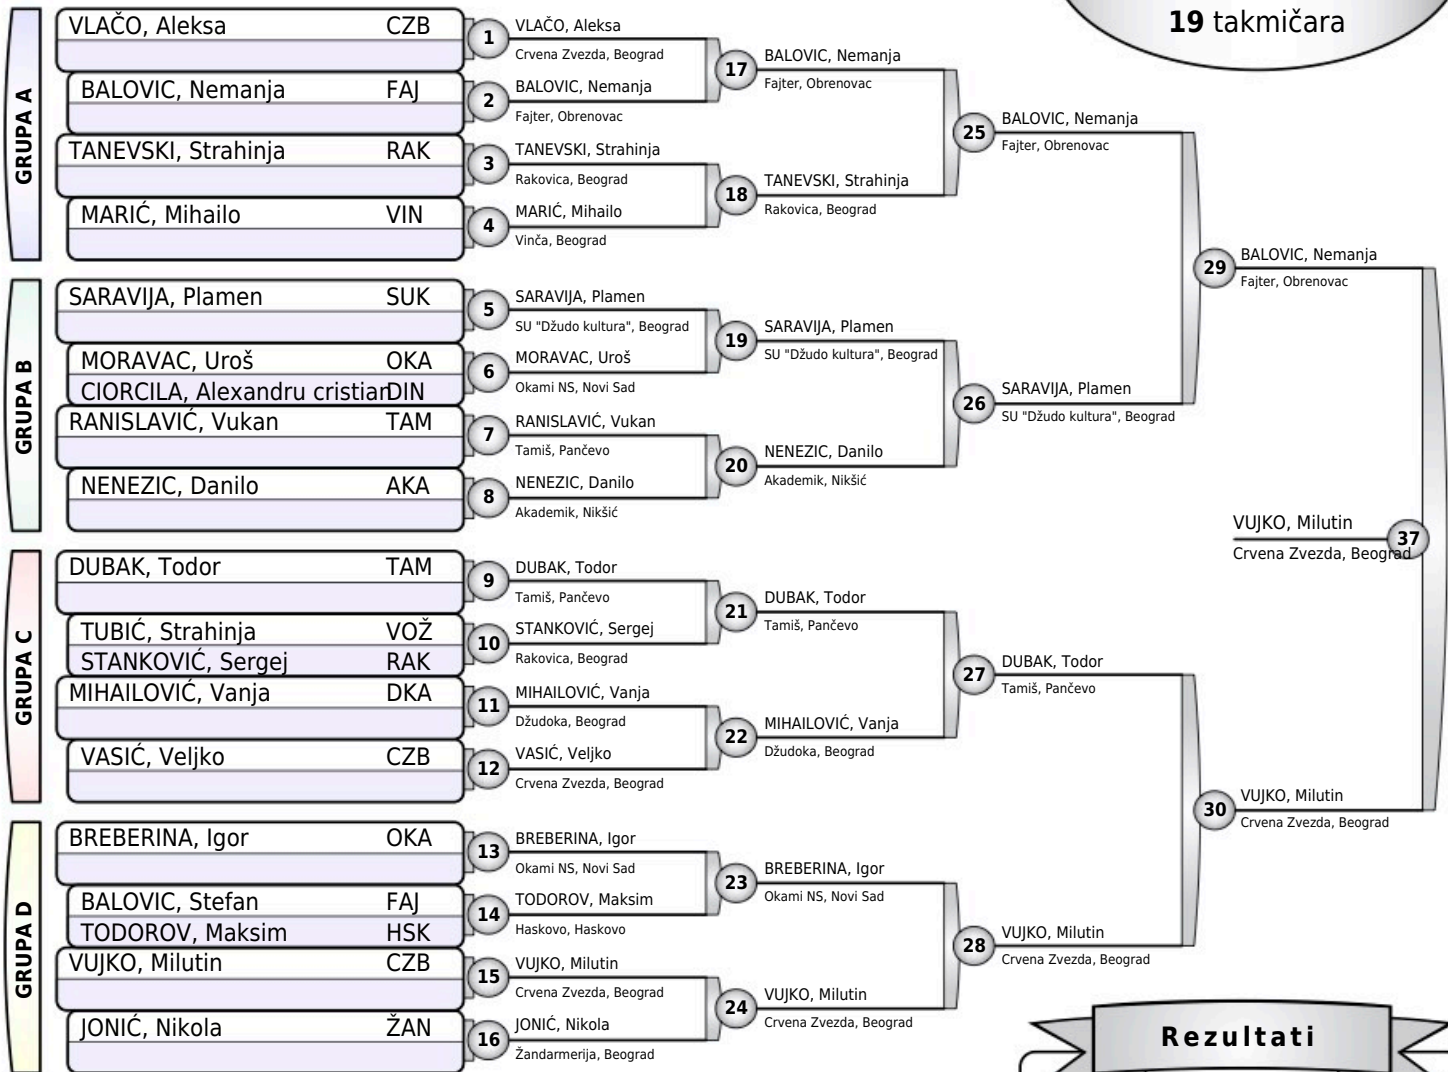 19 takmičara
GRUPA A
VLAČO, Aleksa CZB
BALOVIC, Nemanja FAJ
TANEVSKI, Strahinja RAK
MARIĆ, Mihailo VIN
GRUPA B
SARAVIJA, Plamen SUK
MORAVAC, Uroš OKA
CIORCILA, Alexandru cristian DIN
RANISLAVIĆ, Vukan TAM
NENEZIC, Danilo AKA
GRUPA C
DUBAK, Todor TAM
TUBIĆ, Strahinja VOŽ
STANKOVIĆ, Sergej RAK
MIHAILOVIĆ, Vanja DKA
VASIĆ, Veljko CZB
GRUPA D
BREBERINA, Igor OKA
BALOVIC, Stefan FAJ
TODOROV, Maksim HSK
VUJKO, Milutin CZB
JONIĆ, Nikola ŽAN
1 VLAČO, Aleksa
Crvena Zvezda, Beograd
2 BALOVIC, Nemanja
Fajter, Obrenovac
3 TANEVSKI, Strahinja
Rakovica, Beograd
4 MARIĆ, Mihailo
Vinča, Beograd
5 SARAVIJA, Plamen
SU "Džudo kultura", Beograd
6 MORAVAC, Uroš
Okami NS, Novi Sad
7 RANISLAVIĆ, Vukan
Tamiš, Pančevo
8 NENEZIC, Danilo
Akademik, Nikšić
9 DUBAK, Todor
Tamiš, Pančevo
10 STANKOVIĆ, Sergej
Rakovica, Beograd
11 MIHAILOVIĆ, Vanja
Džudoka, Beograd
12 VASIĆ, Veljko
Crvena Zvezda, Beograd
13 BREBERINA, Igor
Okami NS, Novi Sad
14 TODOROV, Maksim
Haskovo, Haskovo
15 VUJKO, Milutin
Crvena Zvezda, Beograd
16 JONIĆ, Nikola
Žandarmerija, Beograd
17 BALOVIC, Nemanja
Fajter, Obrenovac
18 TANEVSKI, Strahinja
Rakovica, Beograd
19 SARAVIJA, Plamen
SU "Džudo kultura", Beograd
20 NENEZIC, Danilo
Akademik, Nikšić
21 DUBAK, Todor
Tamiš, Pančevo
22 MIHAILOVIĆ, Vanja
Džudoka, Beograd
23 BREBERINA, Igor
Okami NS, Novi Sad
24 VUJKO, Milutin
Crvena Zvezda, Beograd
25 BALOVIC, Nemanja
Fajter, Obrenovac
26 SARAVIJA, Plamen
SU "Džudo kultura", Beograd
27 DUBAK, Todor
Tamiš, Pančevo
28 VUJKO, Milutin
Crvena Zvezda, Beograd
29 BALOVIC, Nemanja
Fajter, Obrenovac
30 VUJKO, Milutin
Crvena Zvezda, Beograd
VUJKO, Milutin 37
Crvena Zvezda, Beograd
Rezultati